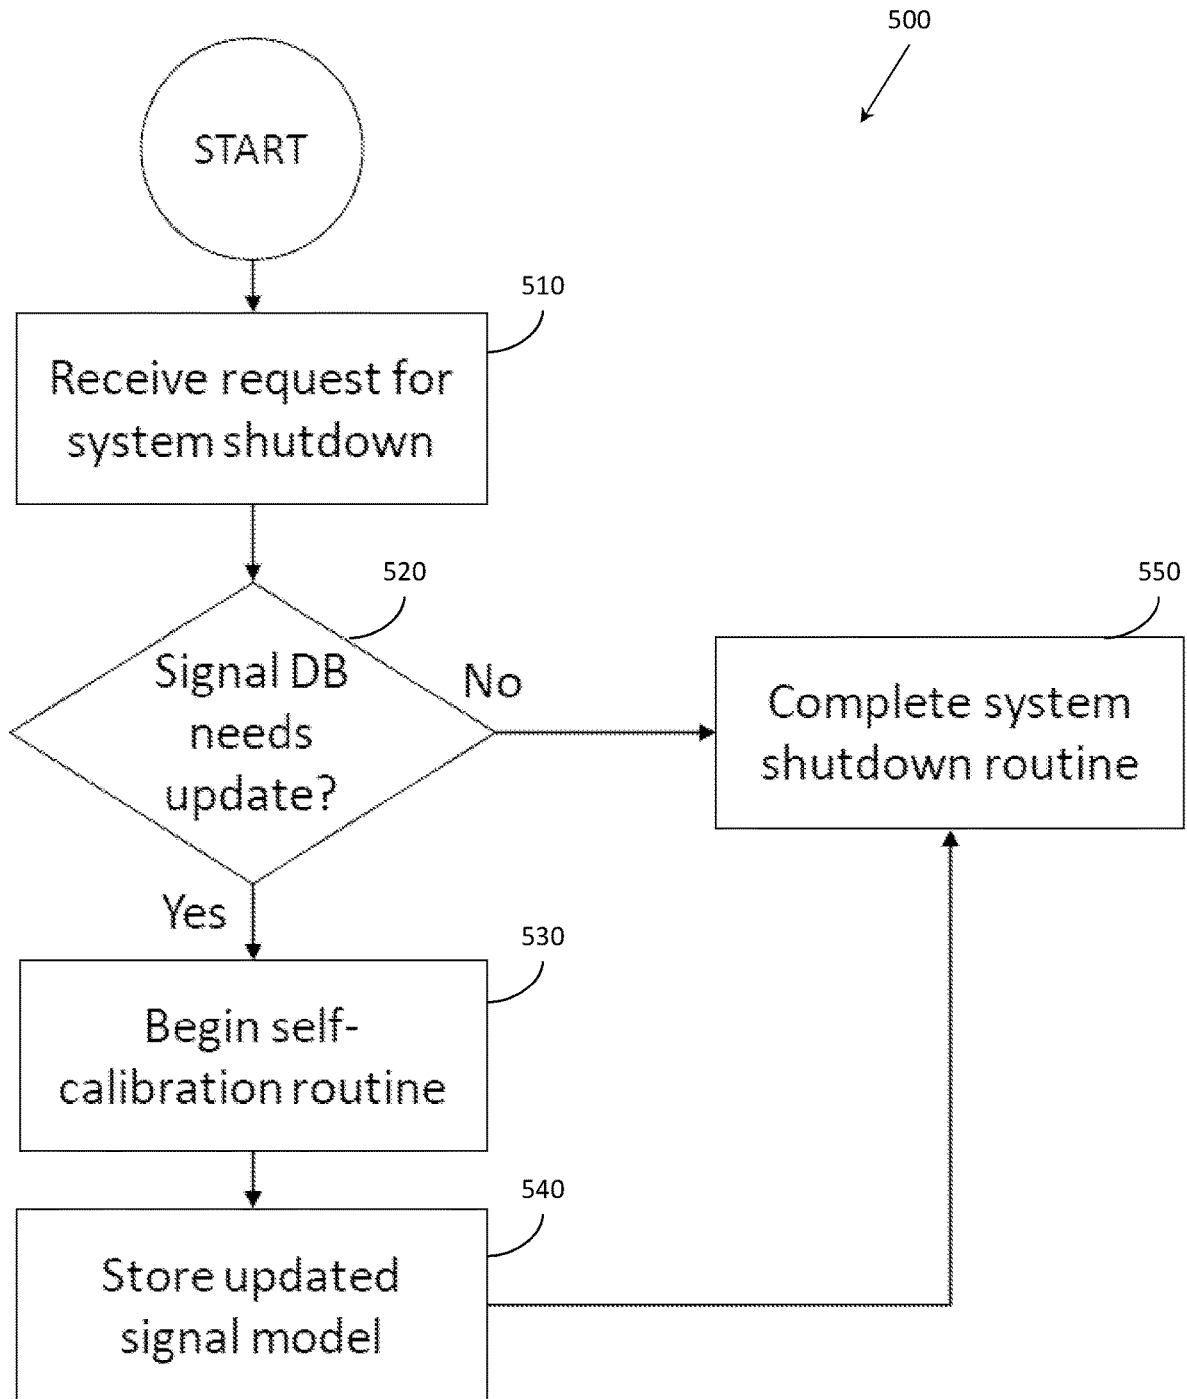 500
START
510
Receive request for
system shutdown
520
Signal DB
needs
update?
No
550
Complete system
shutdown routine
Yes
530
Begin self-
calibration routine
540
Store updated
signal model